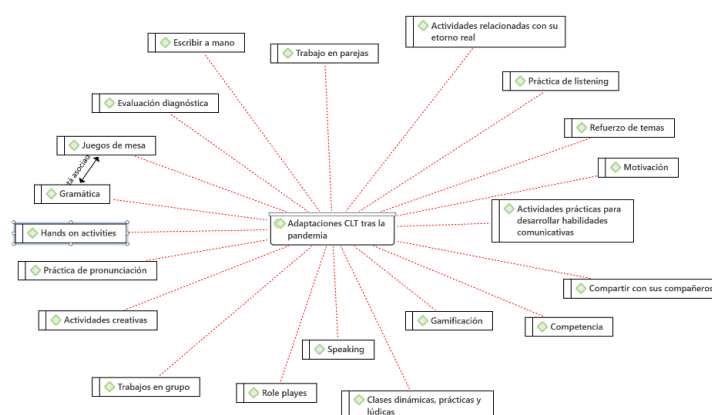 Actividades relacionadas con su
etorno real
Escribir a mano
Trabajo en parejas
Práctica de listening
Evaluación diagnóstica
Refuerzo de temas
Juegos de mesa
asociad
Motivación
Gramática
Actividades prácticas para
desarrollar habilidades
comunicativas
Adaptaciones CLT tras la
pandemia
Hands on activities
Práctica de pronunciación
Compartir con sus compañeros
Actividades creativas
Gamificación
Competencia
Speaking
Trabajos en grupo
Role playes
Clases dinámicas, prácticas y
lúdicas